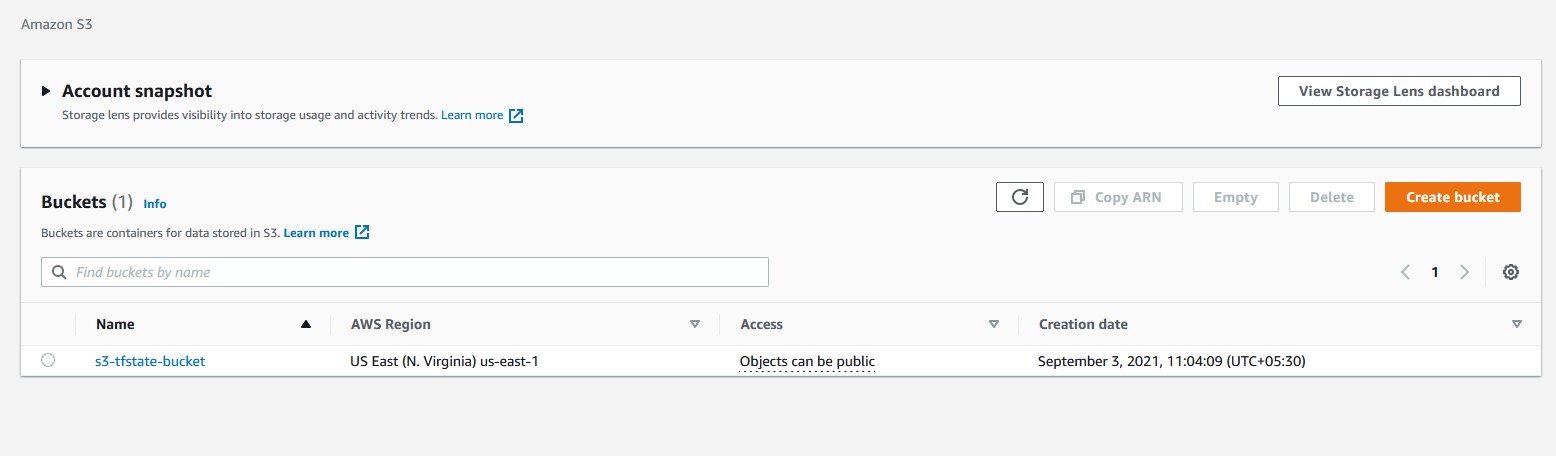 Amazon S3
Account snapshot
View Storage Lens dashboard
Storage lens provides visibility into storage usage and activity trends. Learn more
Buckets (1) Info
Copy ARN
Empty
Delete
Create bucket
Buckets are containers for data stored in S3. Learn more
Find buckets by name
1
Name AWS Region Access Creation date
s3-tfstate-bucket US East (N. Virginia) us-east-1 Objects can be public September 3, 2021, 11:04:09 (UTC+05:30)